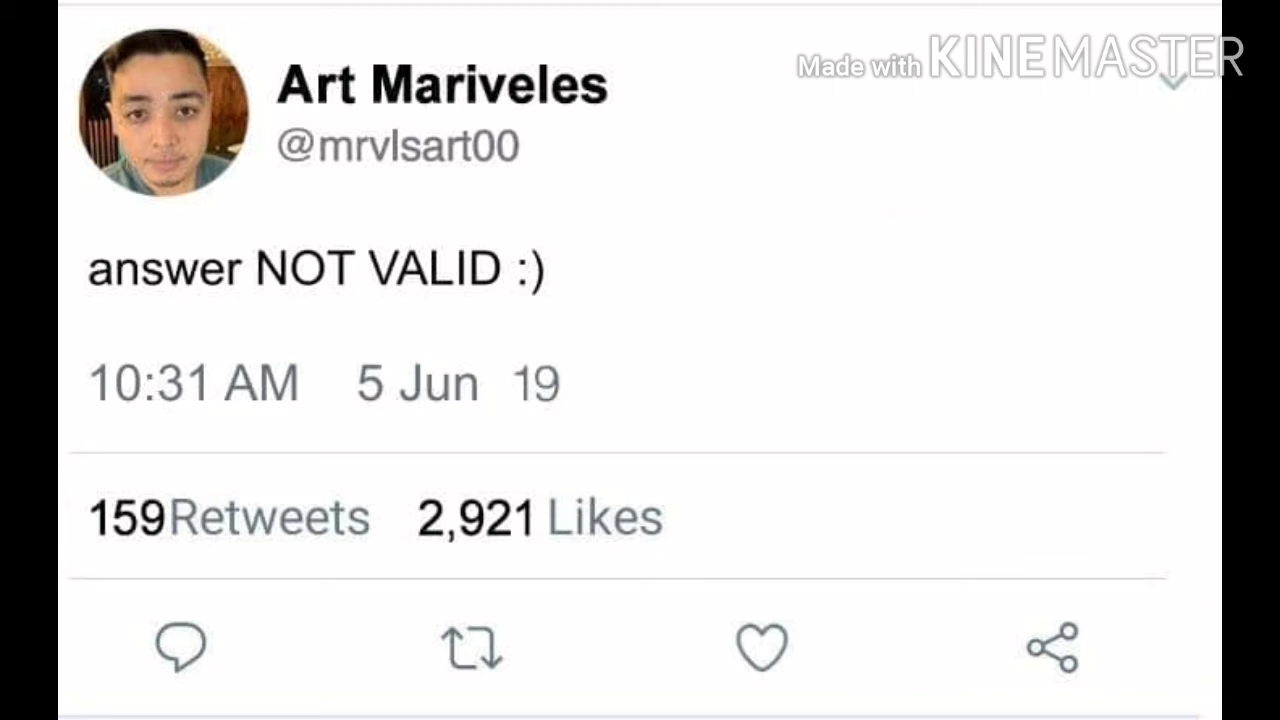 Made with KINEMASTER
Art Mariveles
@mrvlsart00
answer NOT VALID :)
10:31 AM 5 Jun 19
159Retweets 2,921 Likes